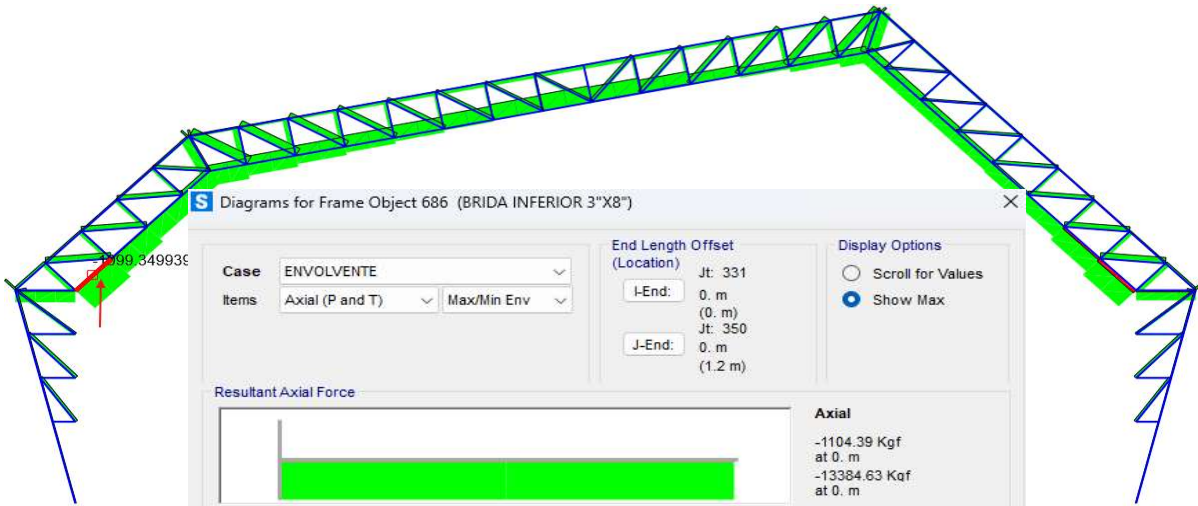 S Diagrams for Frame Object 686 (BRIDA INFERIOR 3"X8")
Case ENVOLVENTE
Items Axial (P and T) Max/Min Env
End Length Offset
(Location)
I-End:
Jt: 331
0. m
(0. m)
J-End:
Jt: 350
0. m
(1.2 m)
Display Options
Scroll for Values
Show Max
Resultant Axial Force
Axial
-1104.39 Kgf
at 0. m
-13384.63 Kgf
at 0. m